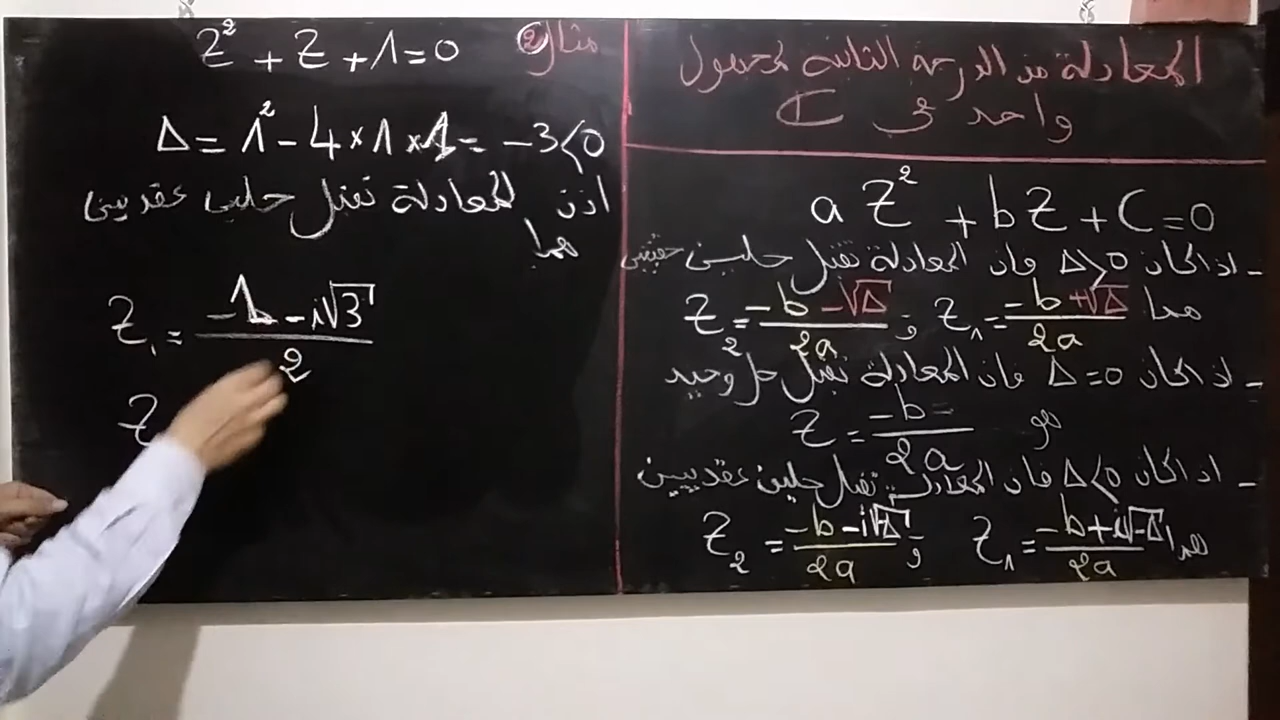 المعادلة من الدرجة الثانية لمجهول
واحد في C
aZ² + bZ + C = 0
- اذا كان Δ>0 فان المعادلة تقبل حلين حقيقيين
هما Z₁ = (-b+√Δ)/2a و Z₂ = (-b-√Δ)/2a
- اذا كان Δ=0 فان المعادلة تقبل حل وحيد
هو Z = -b/2a
- اذا كان Δ<0 فان المعادلة تقبل حلين عقديين
هما Z₁ = (-b+i√-Δ)/2a و Z₂ = (-b-i√-Δ)/2a
مثال 2 Z² + Z + 1 = 0
Δ = 1² - 4×1×1 = -3<0
اذن المعادلة تقبل حلين عقديين
هما
Z₁ = (-1-i√3)/2
Z